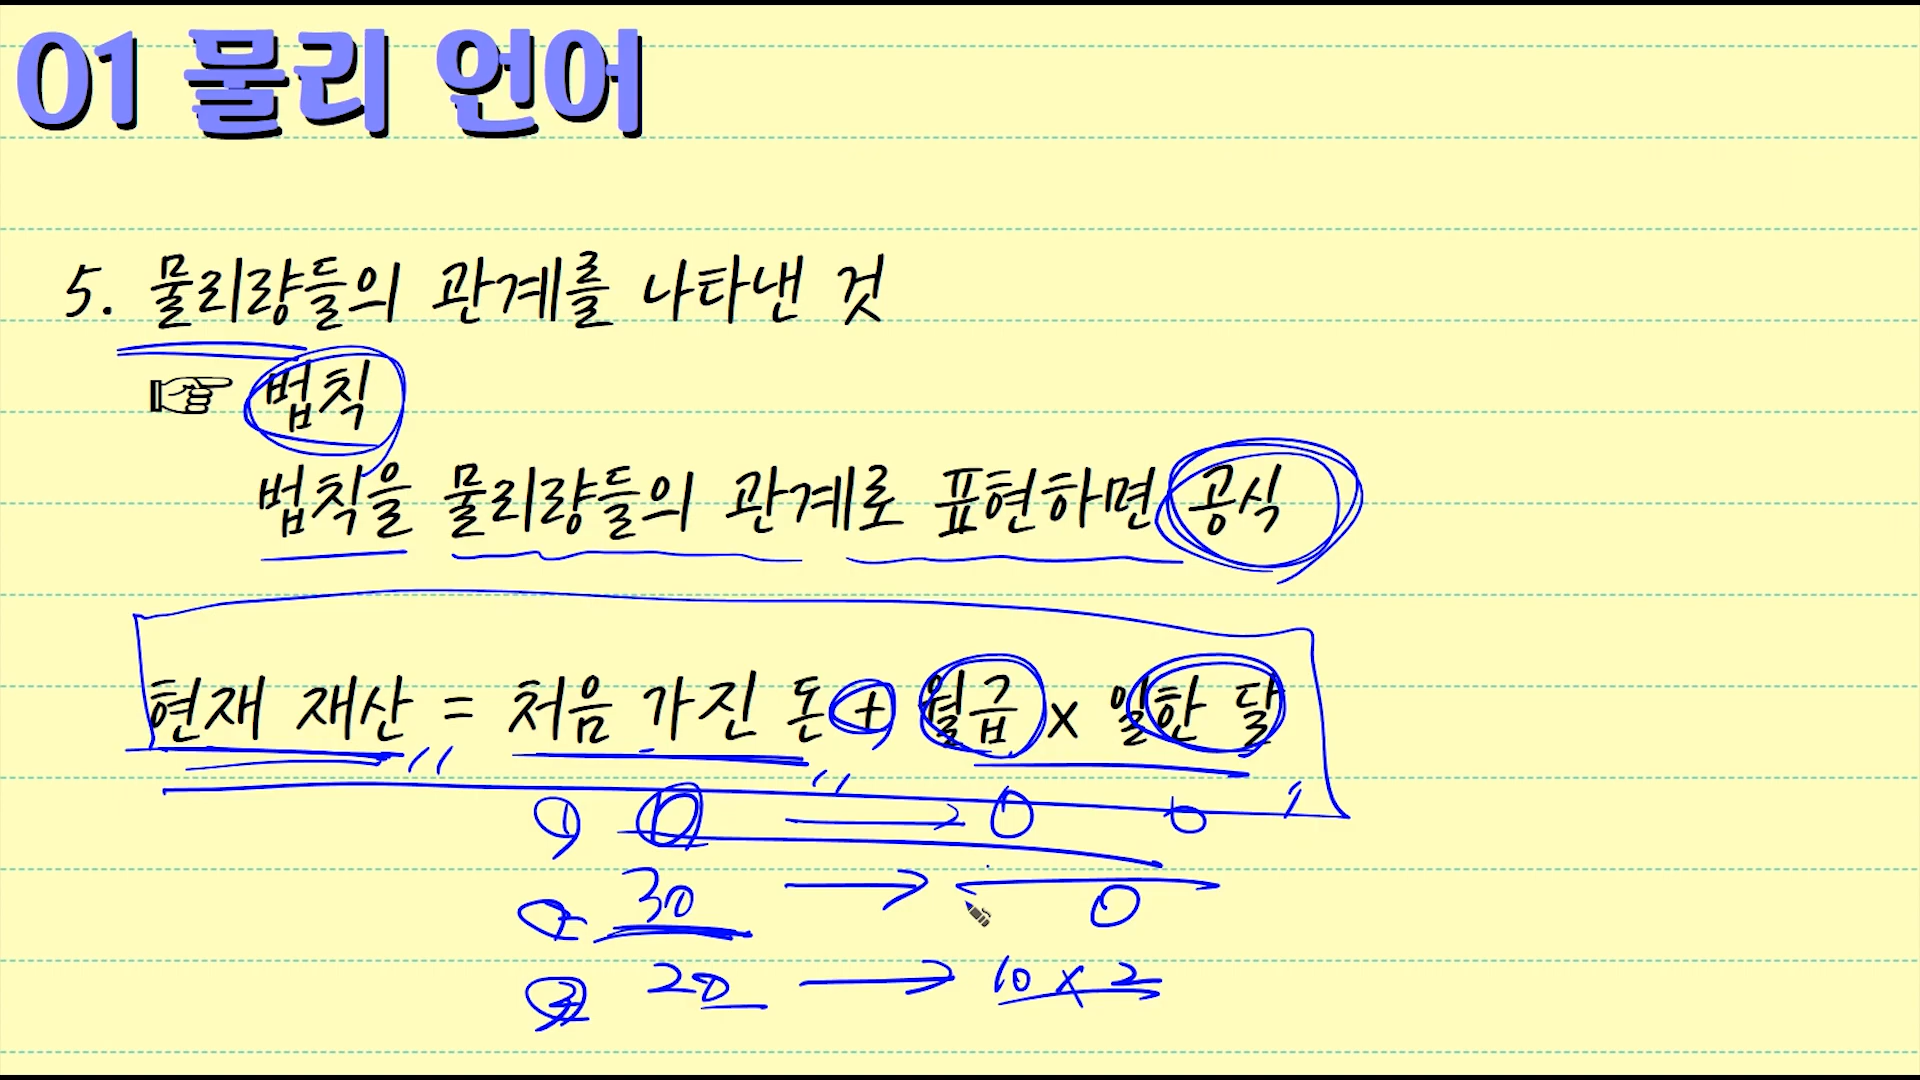 01 물리 언어
5. 물리량들의 관계를 나타낸 것
☞ 법칙
법칙을 물리량들의 관계로 표현하면 공식
현재 재산 = 처음 가진 돈 + 월급 x 일한 달
① 0 → 0 0
② 30 → 0
③ 20 → 10 x 2